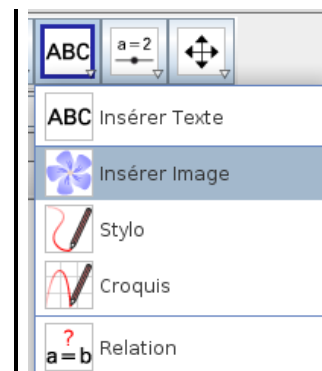 ABC a=2
ABC Insérer Texte
Insérer Image
Stylo
Croquis
? a=b Relation